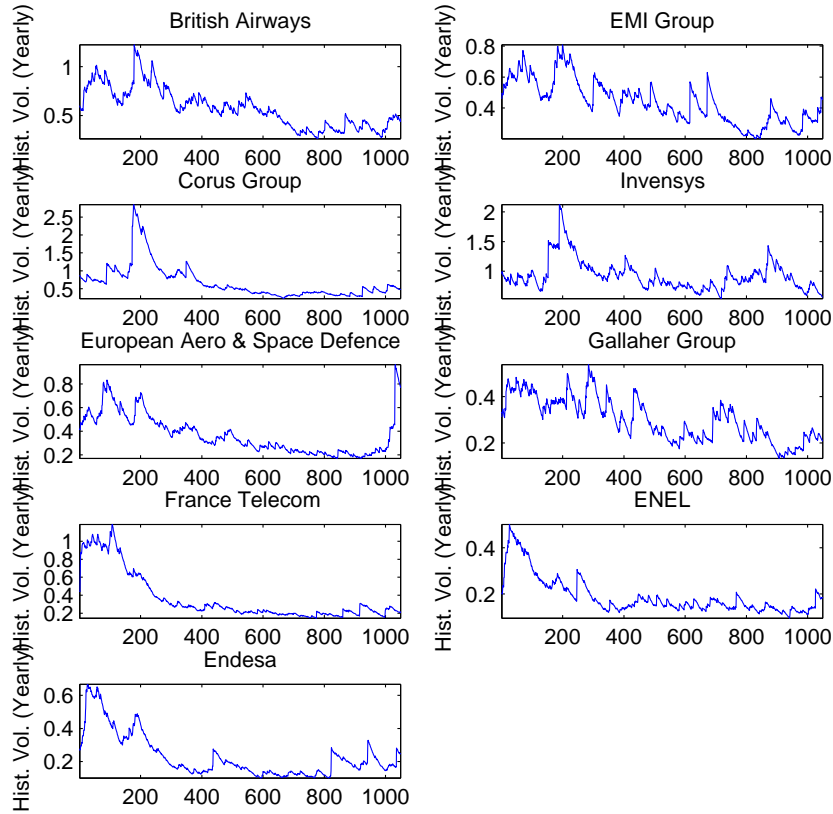 British Airways
Hist. Vol. (Yearly)
1
0.5
200 400 600 800 1000
EMI Group
Hist. Vol. (Yearly)
0.8
0.6
0.4
200 400 600 800 1000
Corus Group
Hist. Vol. (Yearly)
2.5
2
1.5
1
0.5
200 400 600 800 1000
Invensys
Hist. Vol. (Yearly)
2
1.5
1
0 200 400 600 800 1000
European Aero & Space Defence
Hist. Vol. (Yearly)
0.8
0.6
0.4
0.2
200 400 600 800 1000
Gallaher Group
Hist. Vol. (Yearly)
0.4
0.2
0 200 400 600 800 1000
France Telecom
Hist. Vol. (Yearly)
1
0.8
0.6
0.4
0.2
200 400 600 800 1000
ENEL
Hist. Vol. (Yearly)
0.4
0.2
0 200 400 600 800 1000
Endesa
Hist. Vol. (Yearly)
0.6
0.4
0.2
200 400 600 800 1000